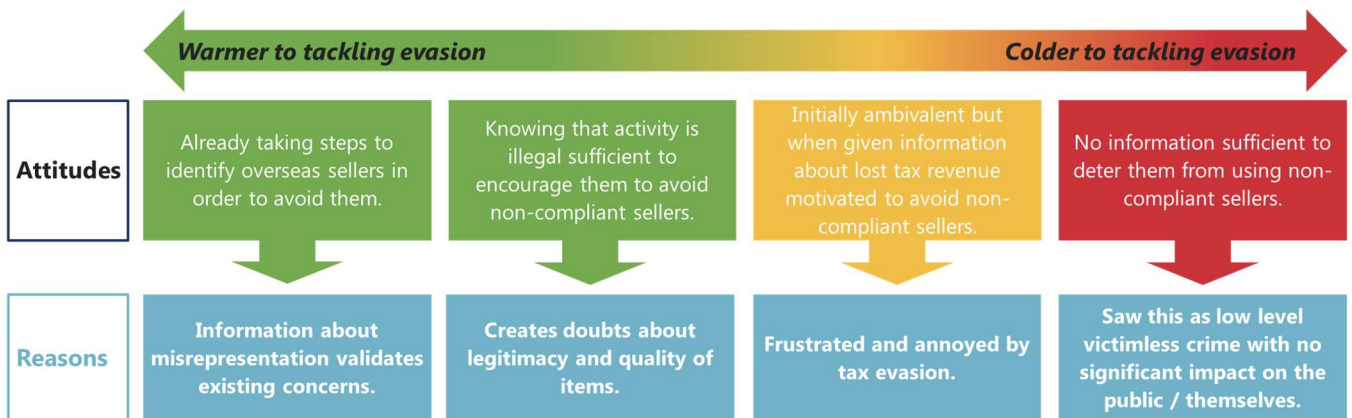 Warmer to tackling evasion
Colder to tackling evasion
Attitudes
Already taking steps to
identify overseas sellers in
order to avoid them.
Knowing that activity is
illegal sufficient to
encourage them to avoid
non-compliant sellers.
Initially ambivalent but
when given information
about lost tax revenue
motivated to avoid non-
compliant sellers.
No information sufficient to
deter them from using non-
compliant sellers.
Reasons
Information about
misrepresentation validates
existing concerns.
Creates doubts about
legitimacy and quality of
items.
Frustrated and annoyed by
tax evasion.
Saw this as low level
victimless crime with no
significant impact on the
public / themselves.